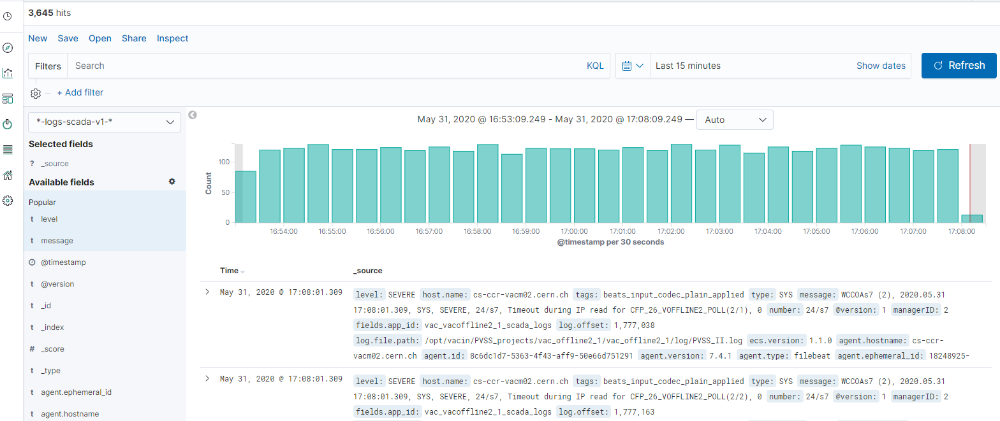 3,645 hits
New Save Open Share Inspect
Filters Search KQL Last 15 minutes Show dates Refresh
+ Add filter
*-logs-scada-v1-*
Selected fields
? _source
Available fields
Popular
t level
t message
@timestamp
t @version
t _id
t _index
# _score
t _type
t agent.ephemeral_id
t agent.hostname
May 31, 2020 @ 16:53:09.249 - May 31, 2020 @ 17:08:09.249 — Auto
Count
100
50
0
16:54:00 16:55:00 16:56:00 16:57:00 16:58:00 16:59:00 17:00:00 17:01:00 17:02:00 17:03:00 17:04:00 17:05:00 17:06:00 17:07:00 17:08:00
@timestamp per 30 seconds
Time _source
May 31, 2020 @ 17:08:01.309 level: SEVERE host.name: cs-ccr-vacm02.cern.ch tags: beats_input_codec_plain_applied type: SYS message: WCCOAs7 (2), 2020.05.31
17:08:01.309, SYS, SEVERE, 24/s7, Timeout during IP read for CFP_26_VOFFLINE2_POLL(2/1), 0 number: 24/s7 @version: 1 managerID: 2
fields.app_id: vac_vacoffline2_1_scada_logs log.offset: 1,777,038
log.file.path: /opt/vacin/PVSS_projects/vac_offline2_1/vac_offline2_1/log/PVSS_II.log ecs.version: 1.1.0 agent.hostname: cs-ccr-
vacm02.cern.ch agent.id: 8c6dc1d7-5363-4f43-aff9-50e66d751291 agent.version: 7.4.1 agent.type: filebeat agent.ephemeral_id: 18248925-
May 31, 2020 @ 17:08:01.309 level: SEVERE host.name: cs-ccr-vacm02.cern.ch tags: beats_input_codec_plain_applied type: SYS message: WCCOAs7 (2), 2020.05.31
17:08:01.309, SYS, SEVERE, 24/s7, Timeout during IP read for CFP_26_VOFFLINE2_POLL(2/2), 0 number: 24/s7 @version: 1 managerID: 2
fields.app_id: vac_vacoffline2_1_scada_logs log.offset: 1,777,163